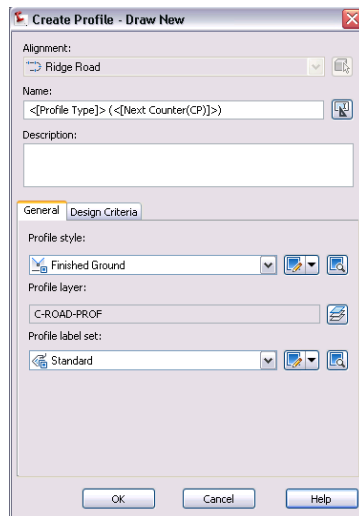 Create Profile - Draw New
Alignment:
Ridge Road
Name:
<[Profile Type]> (<[Next Counter(CP)]>)
Description:
General Design Criteria
Profile style:
Finished Ground
Profile layer:
C-ROAD-PROF
Profile label set:
Standard
OK Cancel Help